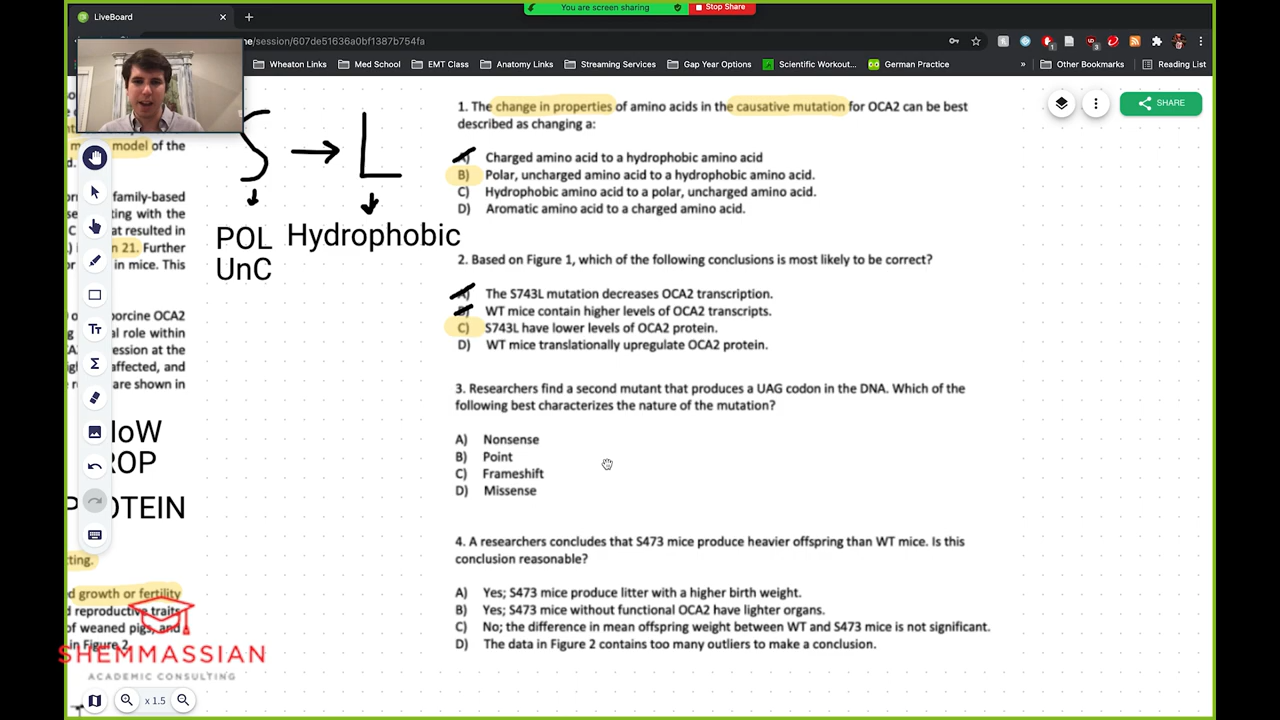 LiveBoard
You are screen sharing
Stop Share
me/session/607de51636a0bf1387b754fa
Wheaton Links
Med School
EMT Class
Anatomy Links
Streaming Services
Gap Year Options
Scientific Workout...
German Practice
»
Other Bookmarks
Reading List
SHARE
model of the
d.
family-based
ting with the
at resulted in
n 21. Further
in mice. This
orcine OCA2
al role within
ession at the
affected, and
are shown in
OTEIN
ting.
d growth or fertility
d reproductive traits
of weaned pigs, and
in Figure 2.
SHEMMASSIAN
ACADEMIC CONSULTING
x 1.5
S → L
POL Hydrophobic
UnC
1. The change in properties of amino acids in the causative mutation for OCA2 can be best
described as changing a:
A) Charged amino acid to a hydrophobic amino acid
B) Polar, uncharged amino acid to a hydrophobic amino acid.
C) Hydrophobic amino acid to a polar, uncharged amino acid.
D) Aromatic amino acid to a charged amino acid.
2. Based on Figure 1, which of the following conclusions is most likely to be correct?
A) The S743L mutation decreases OCA2 transcription.
B) WT mice contain higher levels of OCA2 transcripts.
C) S743L have lower levels of OCA2 protein.
D) WT mice translationally upregulate OCA2 protein.
3. Researchers find a second mutant that produces a UAG codon in the DNA. Which of the
following best characterizes the nature of the mutation?
A) Nonsense
B) Point
C) Frameshift
D) Missense
4. A researchers concludes that S473 mice produce heavier offspring than WT mice. Is this
conclusion reasonable?
A) Yes; S473 mice produce litter with a higher birth weight.
B) Yes; S473 mice without functional OCA2 have lighter organs.
C) No; the difference in mean offspring weight between WT and S473 mice is not significant.
D) The data in Figure 2 contains too many outliers to make a conclusion.